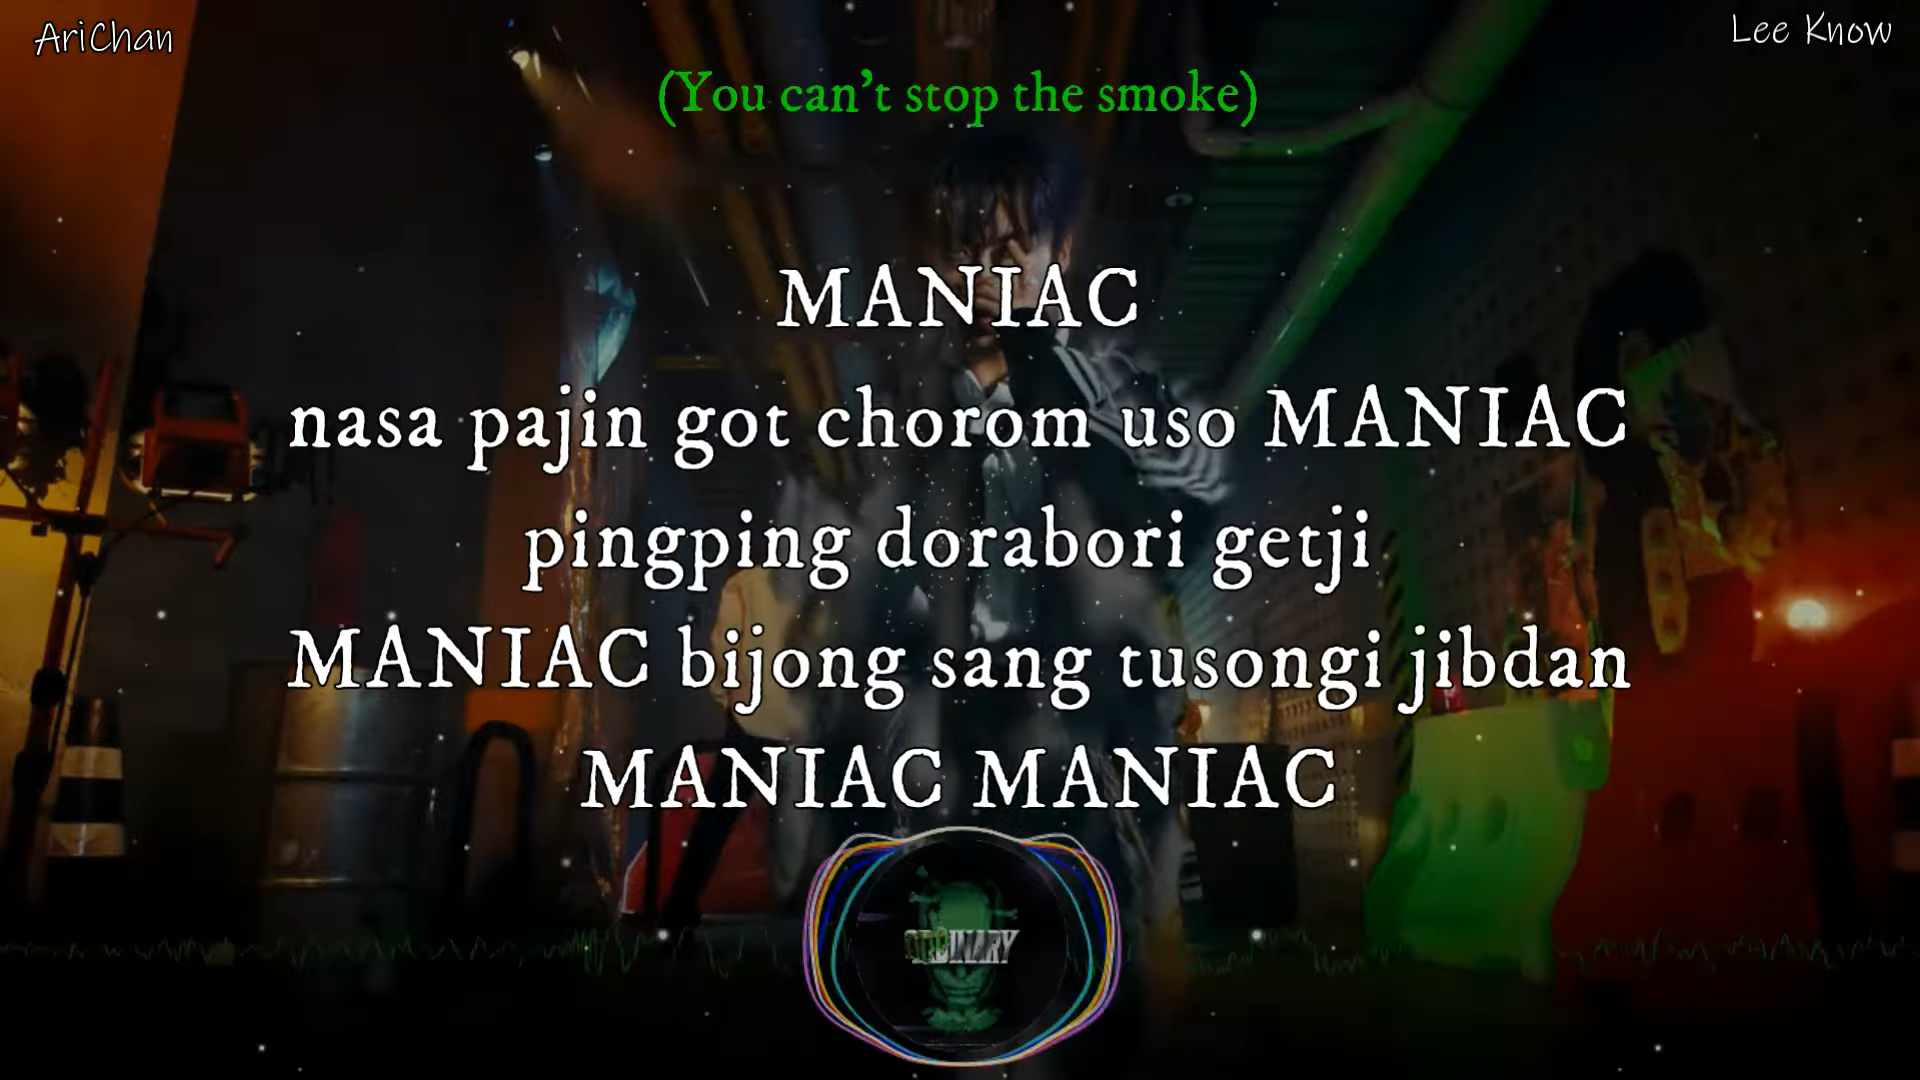 AriChan
Lee Know
(You can't stop the smoke)
MANIAC
nasa pajin got chorom uso MANIAC
pingping dorabori getji
MANIAC bijong sang tusongi jibdan
MANIAC MANIAC
ORDINARY